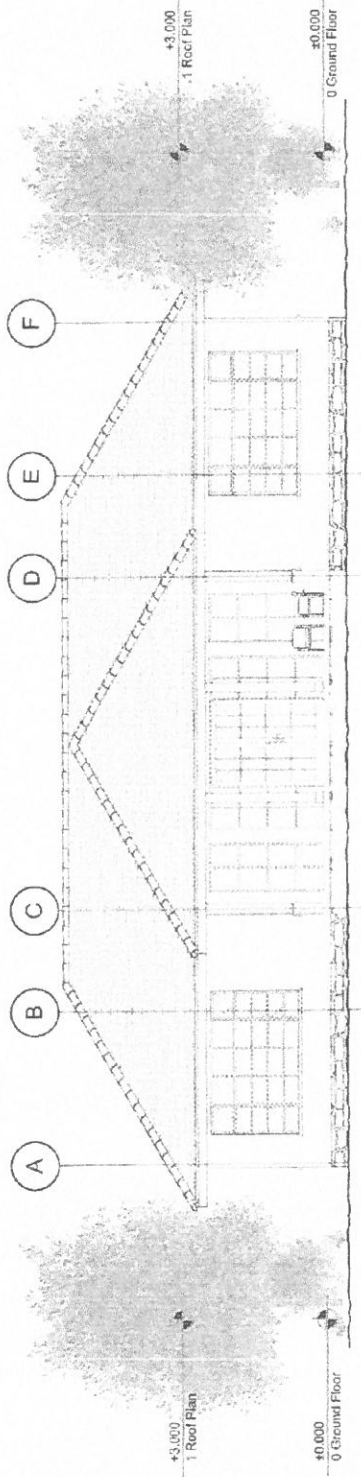 A
B
C
D
E
F
+3.000
1 Roof Plan
+3.000
1 Roof Plan
±0.000
0 Ground Floor
±0.000
0 Ground Floor